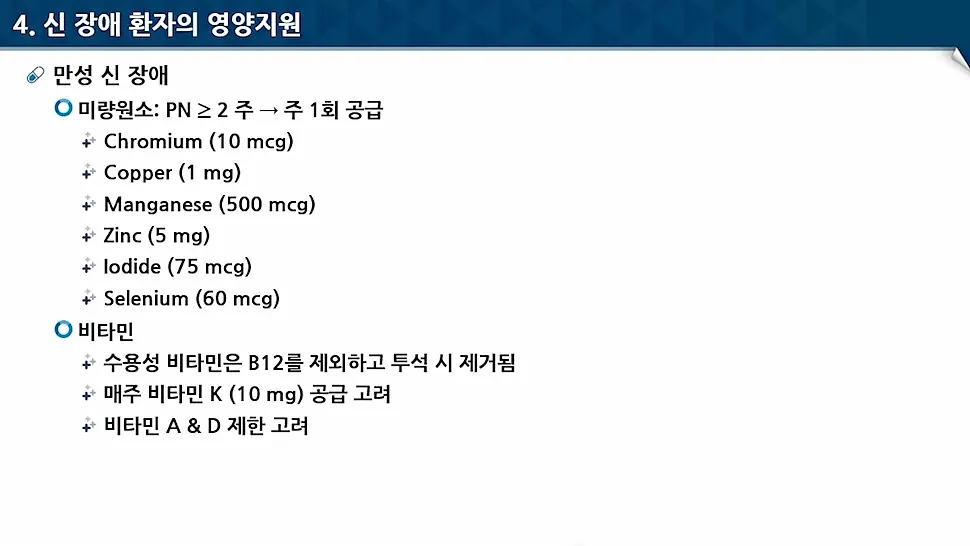 4. 신 장애 환자의 영양지원
만성 신 장애
미량원소: PN ≥ 2 주 → 주 1회 공급
Chromium (10 mcg)
Copper (1 mg)
Manganese (500 mcg)
Zinc (5 mg)
Iodide (75 mcg)
Selenium (60 mcg)
비타민
수용성 비타민은 B12를 제외하고 투석 시 제거됨
매주 비타민 K (10 mg) 공급 고려
비타민 A & D 제한 고려